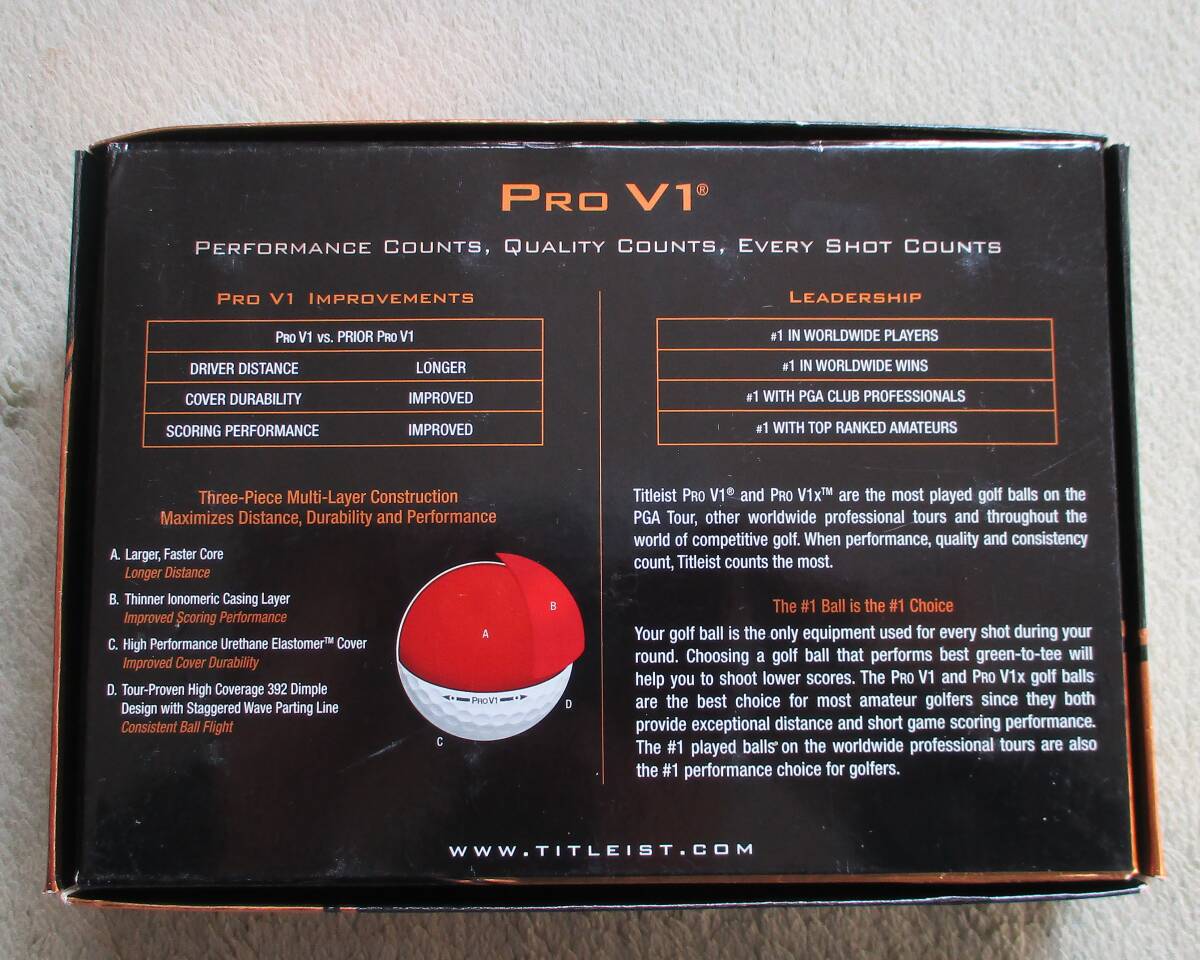 PRO V1®
PERFORMANCE COUNTS, QUALITY COUNTS, EVERY SHOT COUNTS
PRO V1 IMPROVEMENTS
PRO V1 vs. PRIOR PRO V1
DRIVER DISTANCE LONGER
COVER DURABILITY IMPROVED
SCORING PERFORMANCE IMPROVED
Three-Piece Multi-Layer Construction
Maximizes Distance, Durability and Performance
A. Larger, Faster Core
Longer Distance
B. Thinner Ionomeric Casing Layer
Improved Scoring Performance
C. High Performance Urethane Elastomer™ Cover
Improved Cover Durability
D. Tour-Proven High Coverage 392 Dimple
Design with Staggered Wave Parting Line
Consistent Ball Flight
A
B
PRO V1
D
C
LEADERSHIP
#1 IN WORLDWIDE PLAYERS
#1 IN WORLDWIDE WINS
#1 WITH PGA CLUB PROFESSIONALS
#1 WITH TOP RANKED AMATEURS
Titleist PRO V1® and PRO V1x™ are the most played golf balls on the
PGA Tour, other worldwide professional tours and throughout the
world of competitive golf. When performance, quality and consistency
count, Titleist counts the most.
The #1 Ball is the #1 Choice
Your golf ball is the only equipment used for every shot during your
round. Choosing a golf ball that performs best green-to-tee will
help you to shoot lower scores. The PRO V1 and PRO V1x golf balls
are the best choice for most amateur golfers since they both
provide exceptional distance and short game scoring performance.
The #1 played balls on the worldwide professional tours are also
the #1 performance choice for golfers.
WWW.TITLEIST.COM